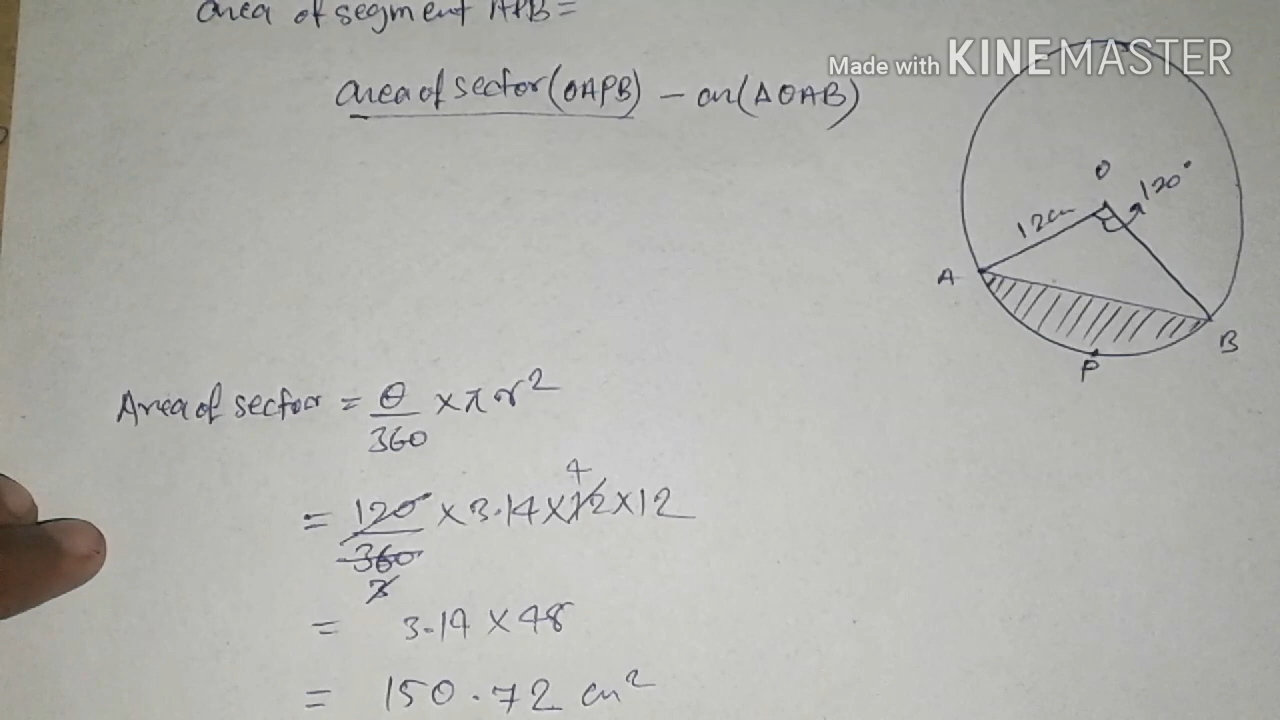 area of segment APB =
Made with KINEMASTER
area of sector (OAPB) - ar(ΔOAB)
O
120°
12cm
A
B
P
Area of sector = θ/360 × πr²
= 120/360 × 3.14 × 12 × 12
4
3
= 3.14 × 48
= 150.72 cm²